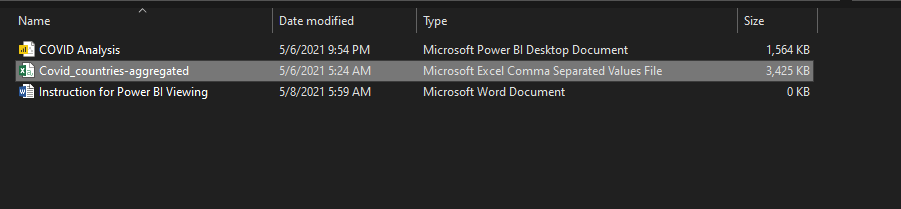 Name Date modified Type Size
COVID Analysis 5/6/2021 9:54 PM Microsoft Power BI Desktop Document 1,564 KB
Covid_countries-aggregated 5/6/2021 5:24 AM Microsoft Excel Comma Separated Values File 3,425 KB
Instruction for Power BI Viewing 5/8/2021 5:59 AM Microsoft Word Document 0 KB